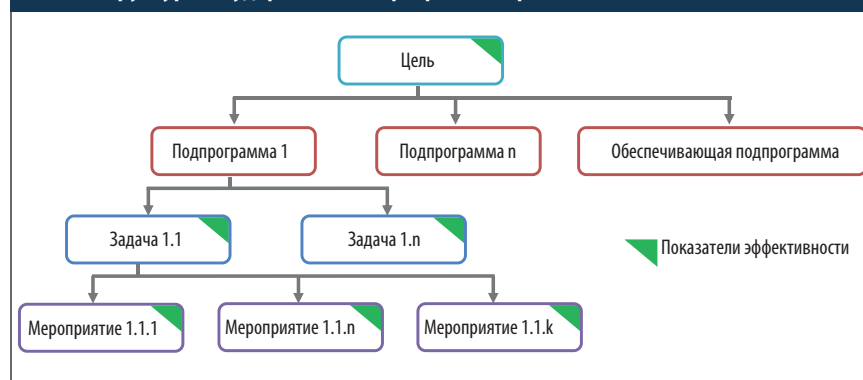 Цель
Подпрограмма 1
Подпрограмма n
Обеспечивающая подпрограмма
Задача 1.1
Задача 1.n
Показатели эффективности
Мероприятие 1.1.1
Мероприятие 1.1.n
Мероприятие 1.1.k